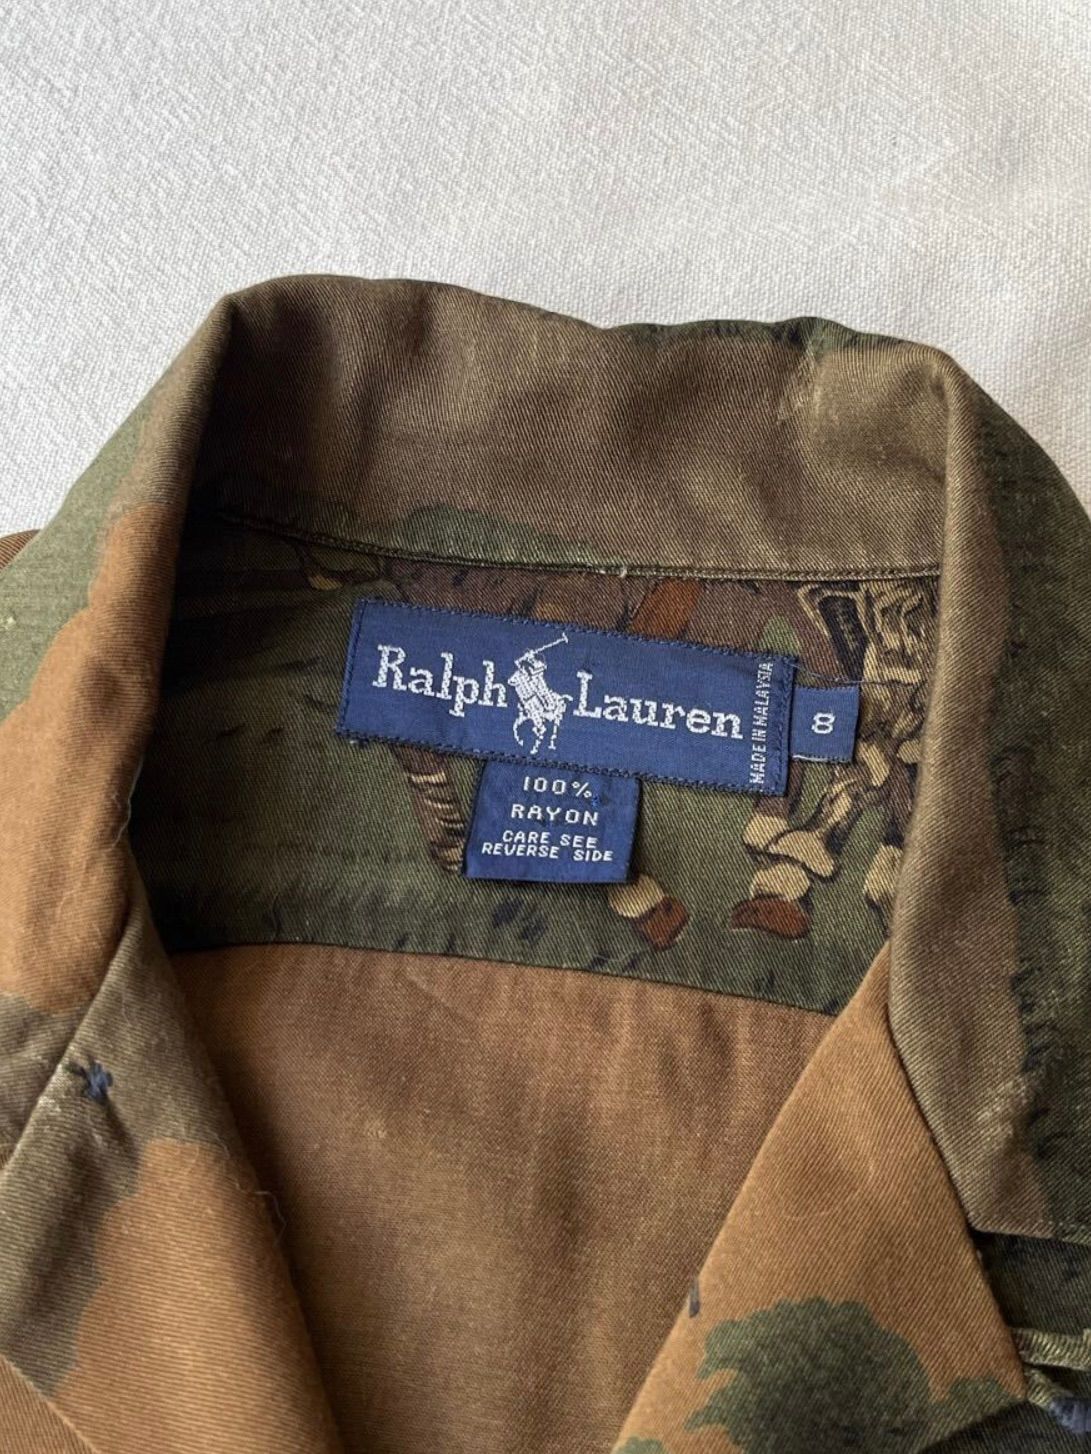 Ralph Lauren
MADE IN MALAYSIA
8
100%
RAYON
CARE SEE
REVERSE SIDE